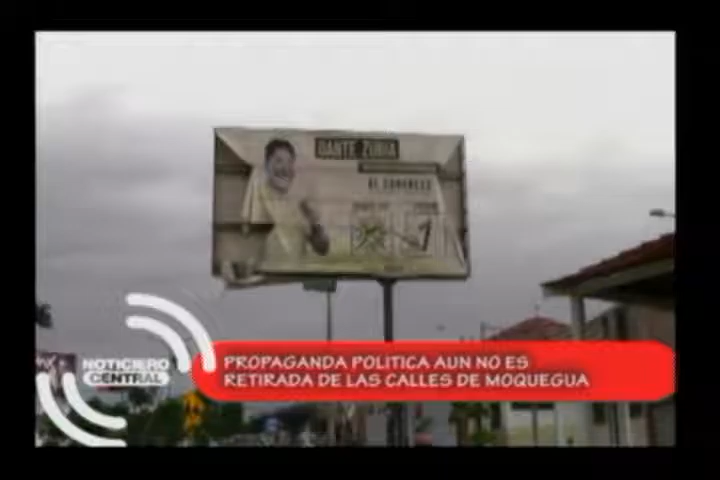 DANTE ZUBIA
AL CONGRESO
NOTICIERO
CENTRAL
PROPAGANDA POLITICA AUN NO ES
RETIRADA DE LAS CALLES DE MOQUEGUA